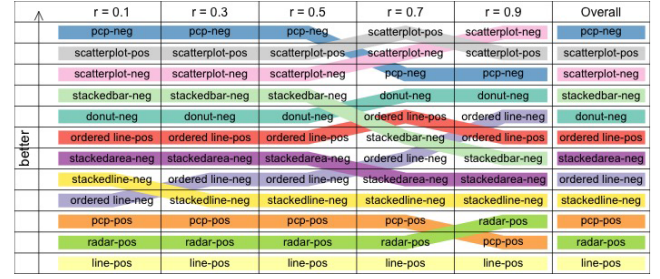 r = 0.1 r = 0.3 r = 0.5 r = 0.7 r = 0.9 Overall
pcp-neg pcp-neg pcp-neg scatterplot-pos scatterplot-neg pcp-neg
scatterplot-pos scatterplot-pos scatterplot-pos scatterplot-neg scatterplot-pos scatterplot-pos
scatterplot-neg scatterplot-neg scatterplot-neg pcp-neg pcp-neg scatterplot-neg
stackedbar-neg stackedbar-neg stackedbar-neg donut-neg donut-neg stackedbar-neg
donut-neg donut-neg donut-neg ordered line-pos ordered line-neg donut-neg
ordered line-pos ordered line-pos ordered line-pos stackedbar-neg ordered line-pos ordered line-pos
stackedarea-neg stackedarea-neg stackedarea-neg ordered line-neg stackedbar-neg stackedarea-neg
stackedline-neg ordered line-neg ordered line-neg stackedarea-neg stackedarea-neg ordered line-neg
ordered line-neg stackedline-neg stackedline-neg stackedline-neg stackedline-neg stackedline-neg
pcp-pos pcp-pos pcp-pos pcp-pos radar-pos pcp-pos
radar-pos radar-pos radar-pos radar-pos pcp-pos radar-pos
line-pos line-pos line-pos line-pos line-pos line-pos
better